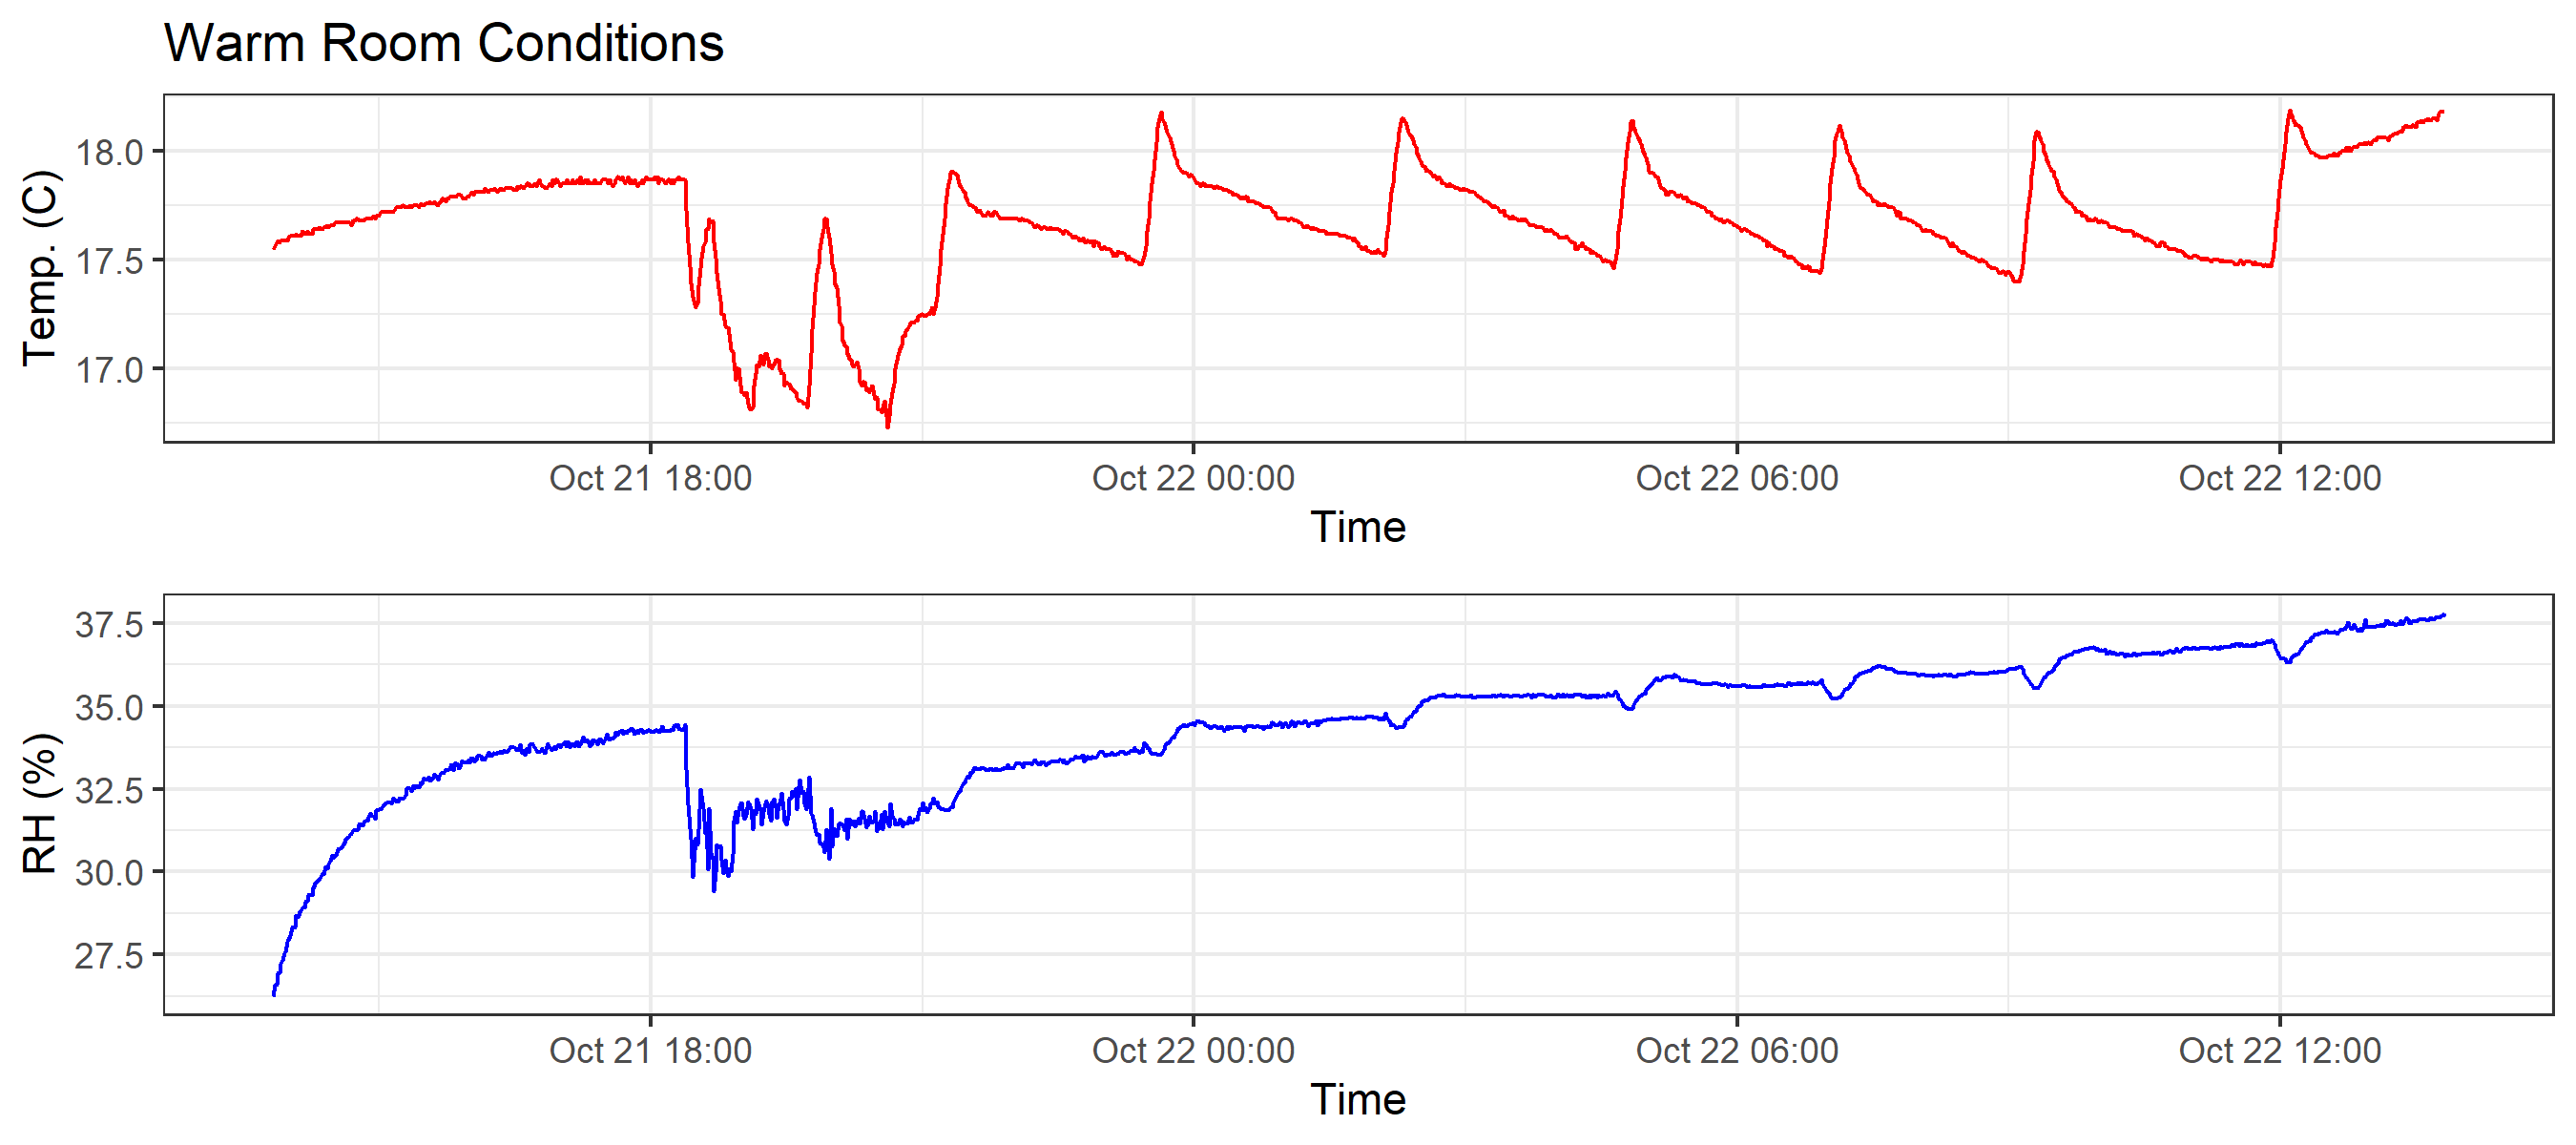 Warm Room Conditions
Temp. (C)
18.0
17.5
17.0
Oct 21 18:00 Oct 22 00:00 Oct 22 06:00 Oct 22 12:00
Time
RH (%)
37.5
35.0
32.5
30.0
27.5
Oct 21 18:00 Oct 22 00:00 Oct 22 06:00 Oct 22 12:00
Time